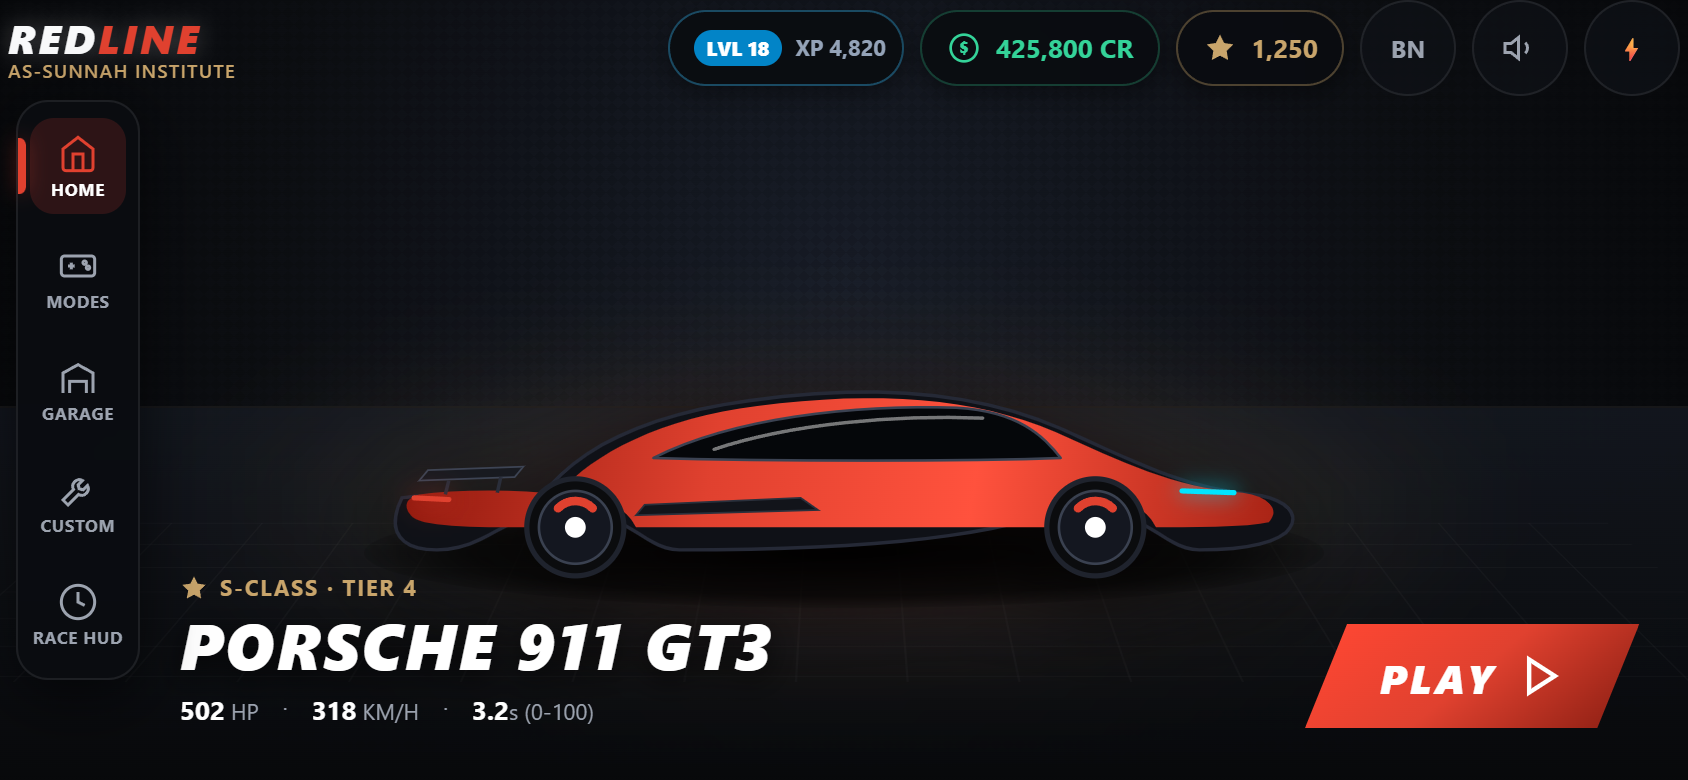 REDLINE
AS-SUNNAH INSTITUTE
LVL 18 XP 4,820
$ 425,800 CR
1,250
BN
HOME
MODES
GARAGE
CUSTOM
RACE HUD
S-CLASS · TIER 4
PORSCHE 911 GT3
502 HP · 318 KM/H · 3.2s (0-100)
PLAY